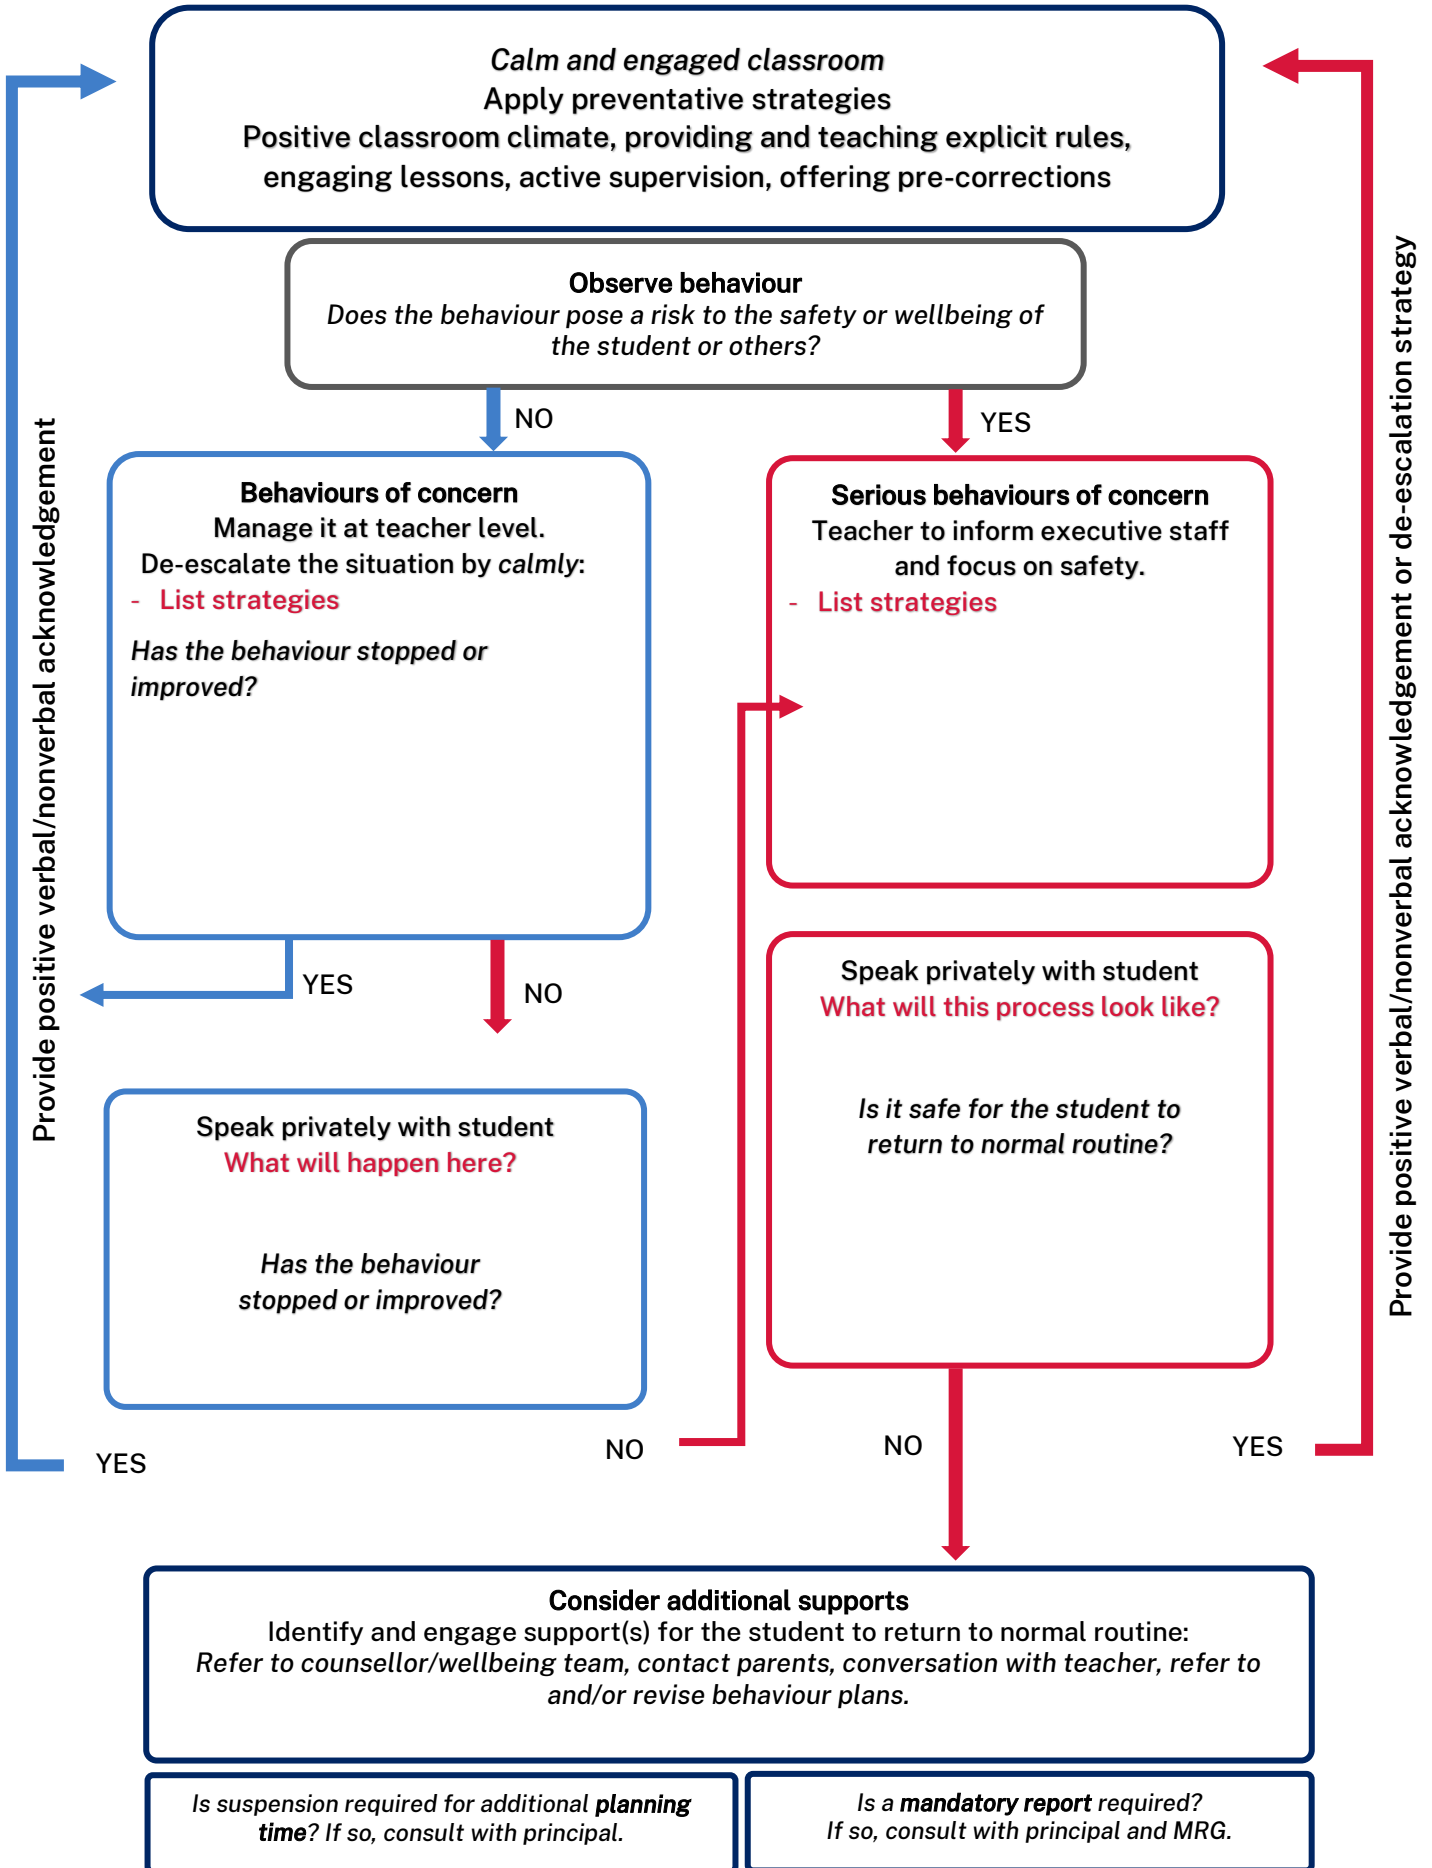 Calm and engaged classroom
Apply preventative strategies
Positive classroom climate, providing and teaching explicit rules,
engaging lessons, active supervision, offering pre-corrections
Observe behaviour
Does the behaviour pose a risk to the safety or wellbeing of
the student or others?
NO
YES
Behaviours of concern
Manage it at teacher level.
De-escalate the situation by calmly:
- List strategies
Has the behaviour stopped or
improved?
Serious behaviours of concern
Teacher to inform executive staff
and focus on safety.
- List strategies
Provide positive verbal/nonverbal acknowledgement
Provide positive verbal/nonverbal acknowledgement or de-escalation strategy
YES
NO
Speak privately with student
What will happen here?
Has the behaviour
stopped or improved?
Speak privately with student
What will this process look like?
Is it safe for the student to
return to normal routine?
YES
NO
NO
YES
Consider additional supports
Identify and engage support(s) for the student to return to normal routine:
Refer to counsellor/wellbeing team, contact parents, conversation with teacher, refer to
and/or revise behaviour plans.
Is suspension required for additional planning
time? If so, consult with principal.
Is a mandatory report required?
If so, consult with principal and MRG.